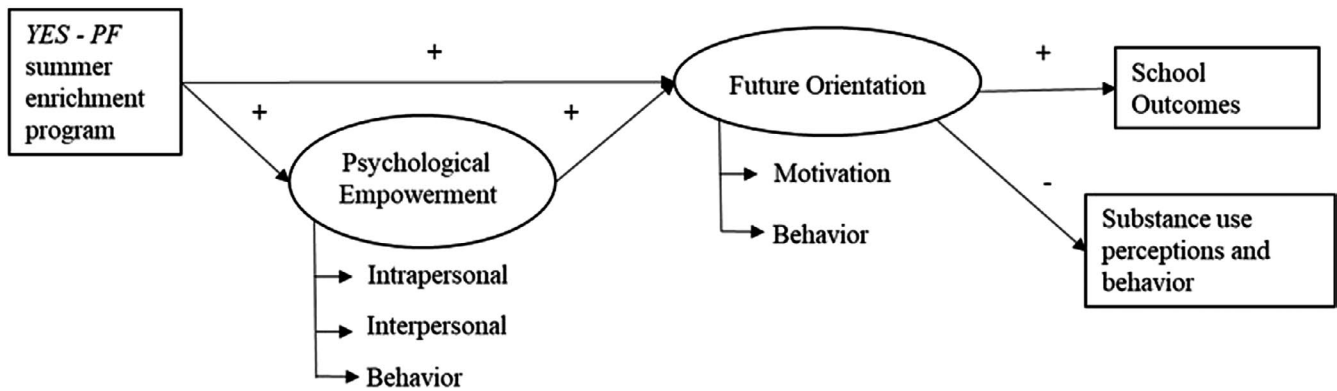 YES - PF
summer
enrichment
program
+
+
+
Psychological
Empowerment
Intrapersonal
Interpersonal
Behavior
Future Orientation
Motivation
Behavior
+
School
Outcomes
-
Substance use
perceptions and
behavior